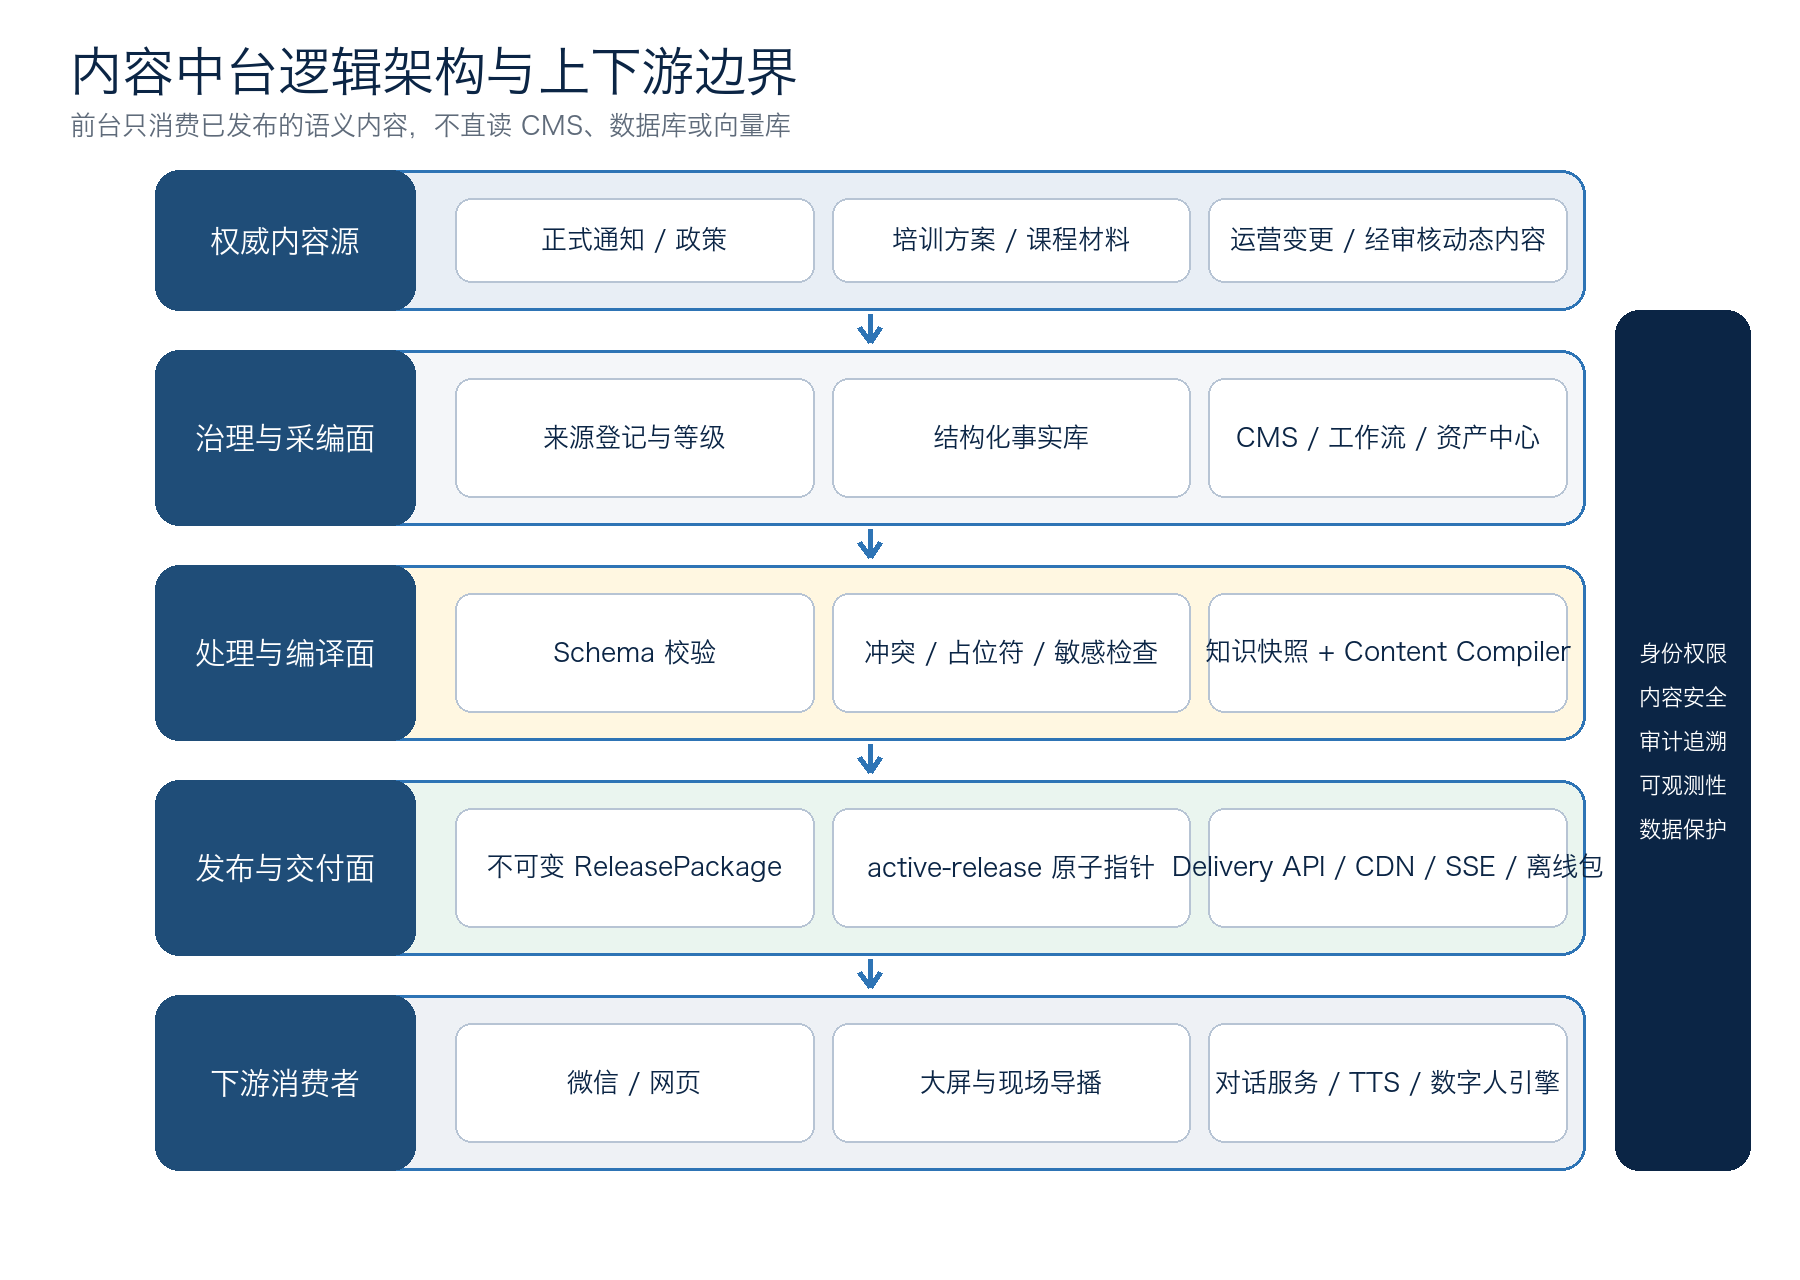 内容中台逻辑架构与上下游边界
前台只消费已发布的语义内容，不直读 CMS、数据库或向量库
权威内容源
正式通知 / 政策
培训方案 / 课程材料
运营变更 / 经审核动态内容
治理与采编面
来源登记与等级
结构化事实库
CMS / 工作流 / 资产中心
处理与编译面
Schema 校验
冲突 / 占位符 / 敏感检查
知识快照 + Content Compiler
发布与交付面
不可变 ReleasePackage
active-release 原子指针
Delivery API / CDN / SSE / 离线包
下游消费者
微信 / 网页
大屏与现场导播
对话服务 / TTS / 数字人引擎
身份权限
内容安全
审计追溯
可观测性
数据保护